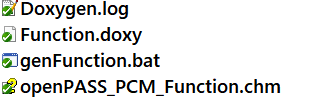 Doxygen.log
Function.doxy
genFunction.bat
openPASS_PCM_Function.chm